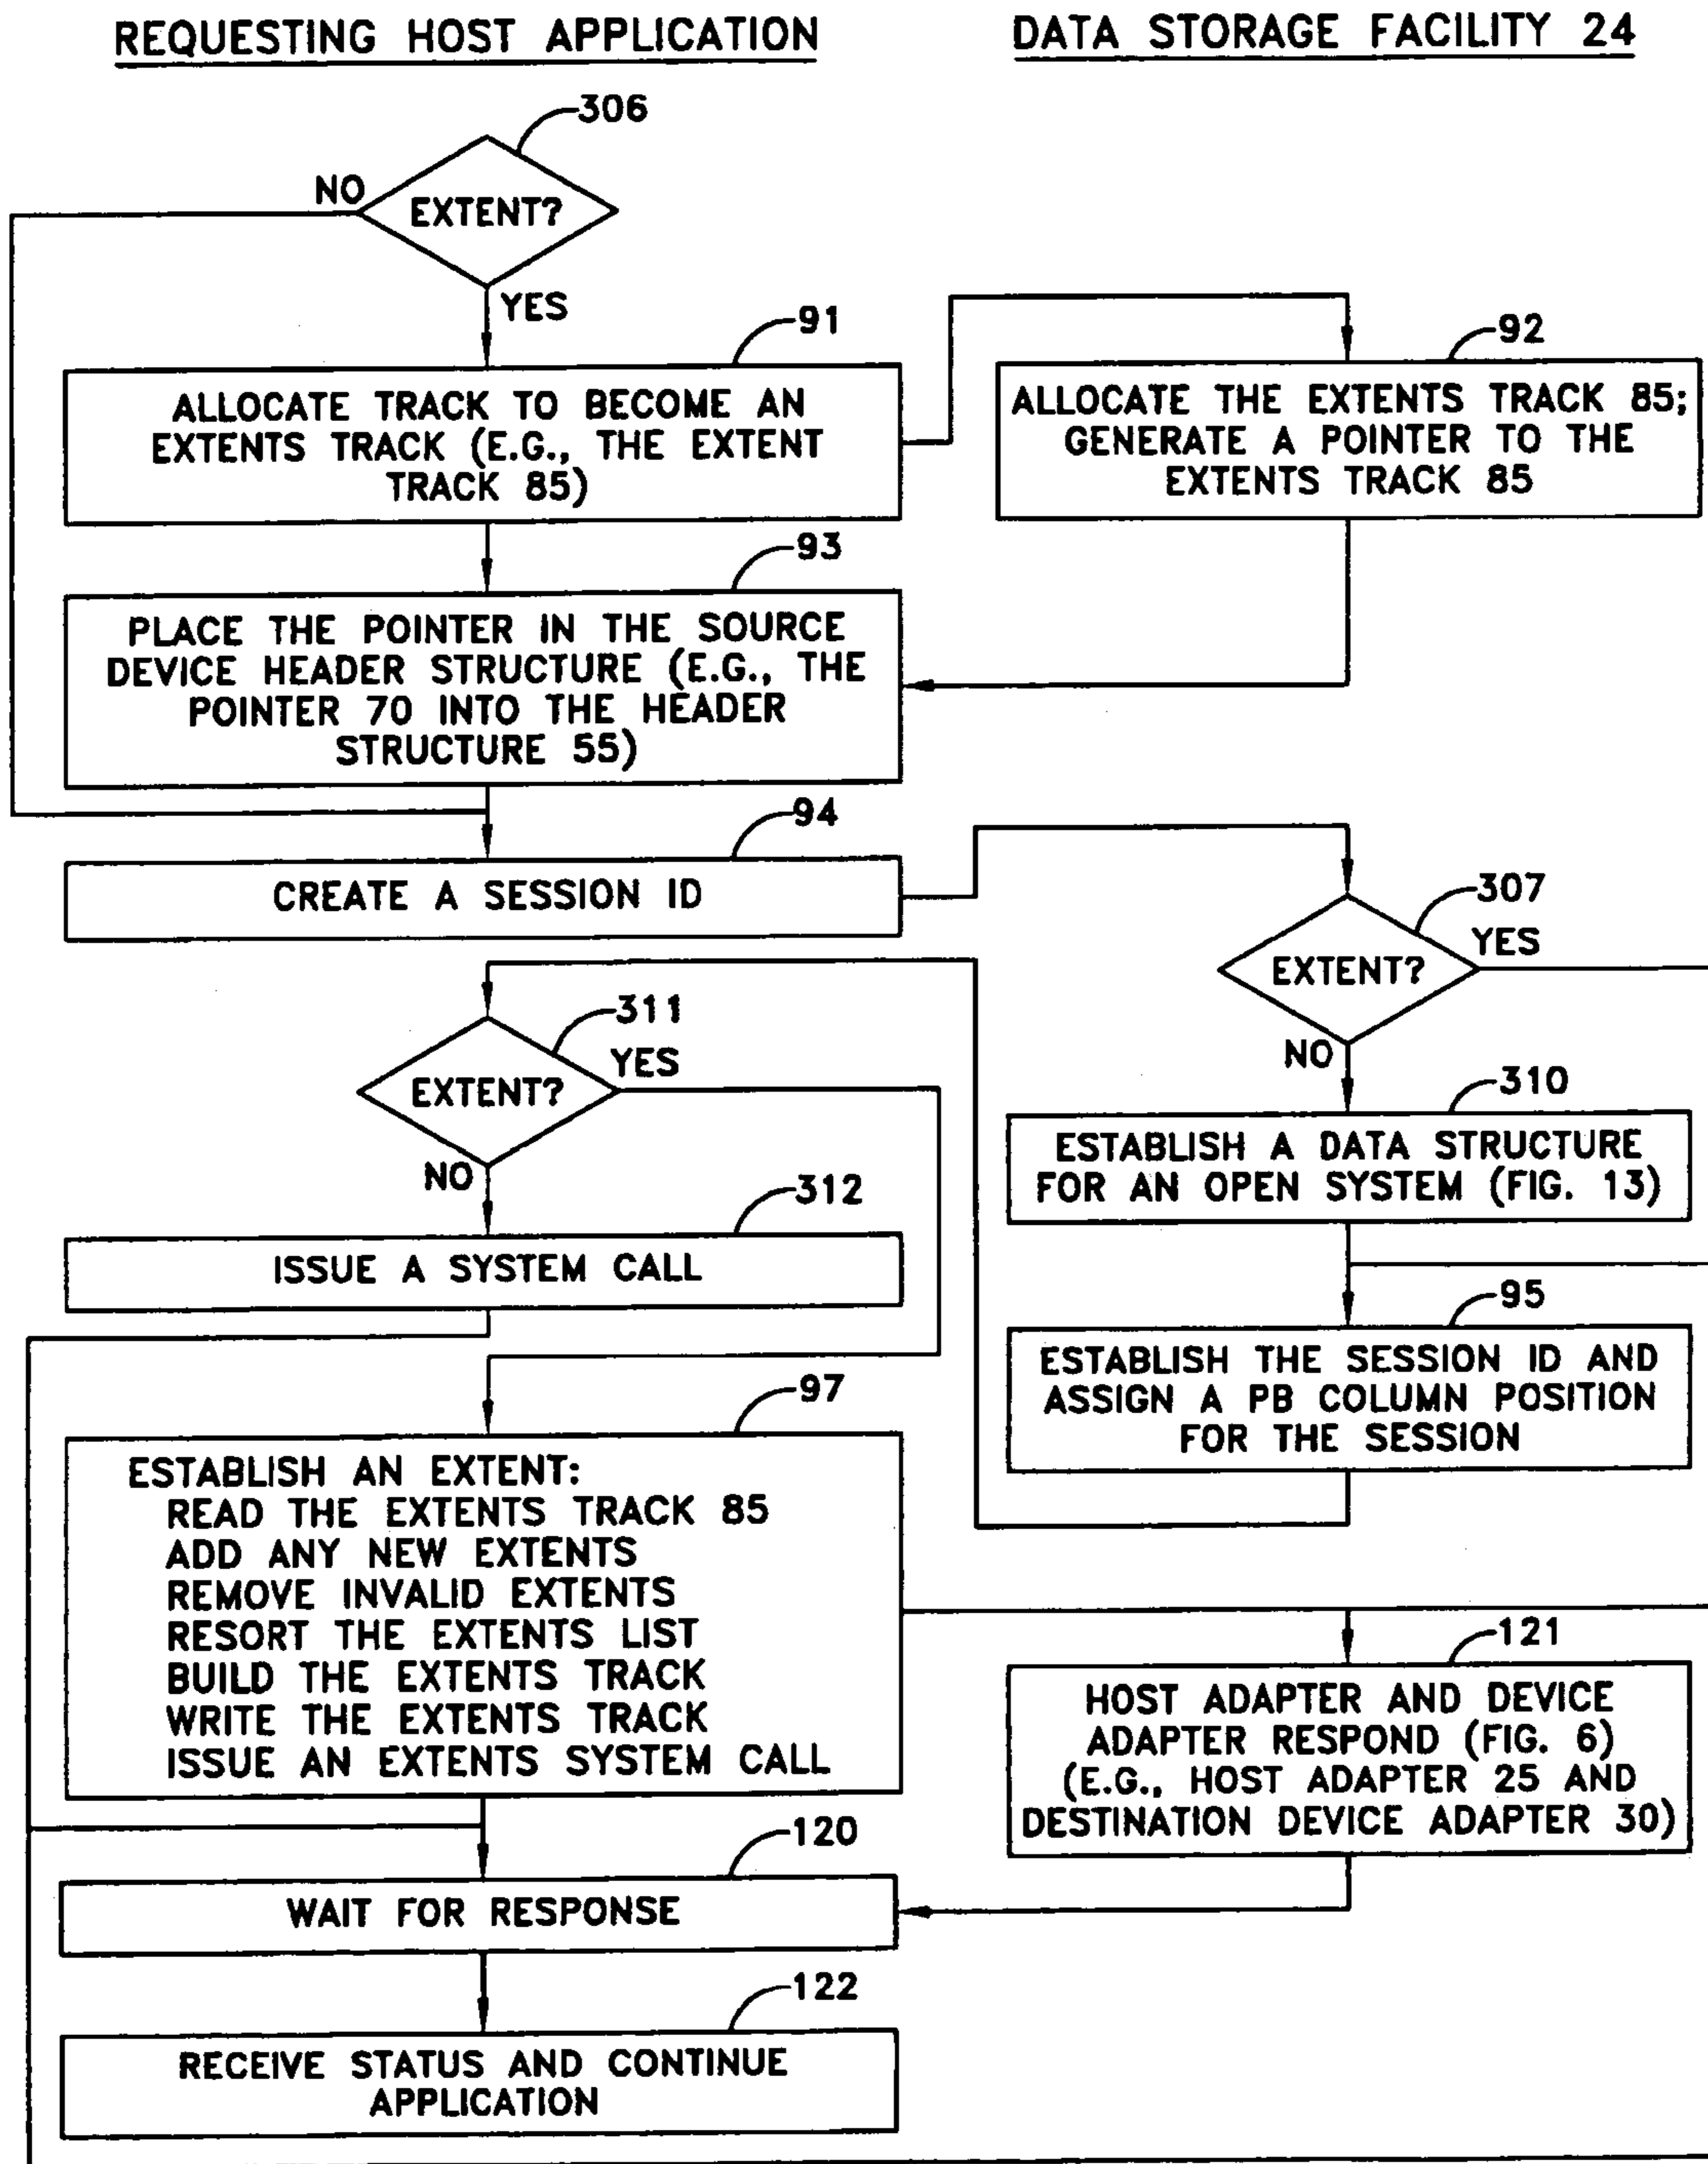 REQUESTING HOST APPLICATION
DATA STORAGE FACILITY 24
306
NO
EXTENT?
YES
91
ALLOCATE TRACK TO BECOME AN
EXTENTS TRACK (E.G., THE EXTENT
TRACK 85)
92
ALLOCATE THE EXTENTS TRACK 85;
GENERATE A POINTER TO THE
EXTENTS TRACK 85
93
PLACE THE POINTER IN THE SOURCE
DEVICE HEADER STRUCTURE (E.G., THE
POINTER 70 INTO THE HEADER
STRUCTURE 55)
94
CREATE A SESSION ID
307
YES
EXTENT?
NO
310
ESTABLISH A DATA STRUCTURE
FOR AN OPEN SYSTEM (FIG. 13)
95
ESTABLISH THE SESSION ID AND
ASSIGN A PB COLUMN POSITION
FOR THE SESSION
311
YES
EXTENT?
NO
312
ISSUE A SYSTEM CALL
97
ESTABLISH AN EXTENT:
READ THE EXTENTS TRACK 85
ADD ANY NEW EXTENTS
REMOVE INVALID EXTENTS
RESORT THE EXTENTS LIST
BUILD THE EXTENTS TRACK
WRITE THE EXTENTS TRACK
ISSUE AN EXTENTS SYSTEM CALL
121
HOST ADAPTER AND DEVICE
ADAPTER RESPOND (FIG. 6)
(E.G., HOST ADAPTER 25 AND
DESTINATION DEVICE ADAPTER 30)
120
WAIT FOR RESPONSE
122
RECEIVE STATUS AND CONTINUE
APPLICATION